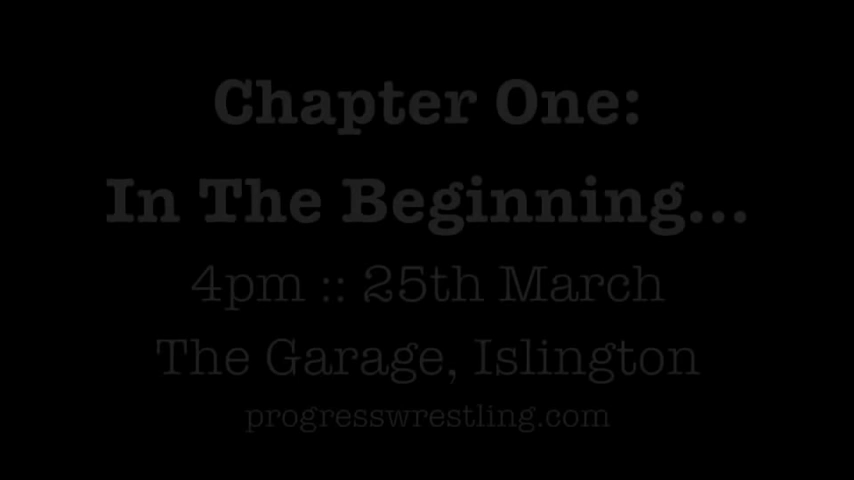 Chapter One:
In The Beginning...
4pm :: 25th March
The Garage, Islington
progresswrestling.com